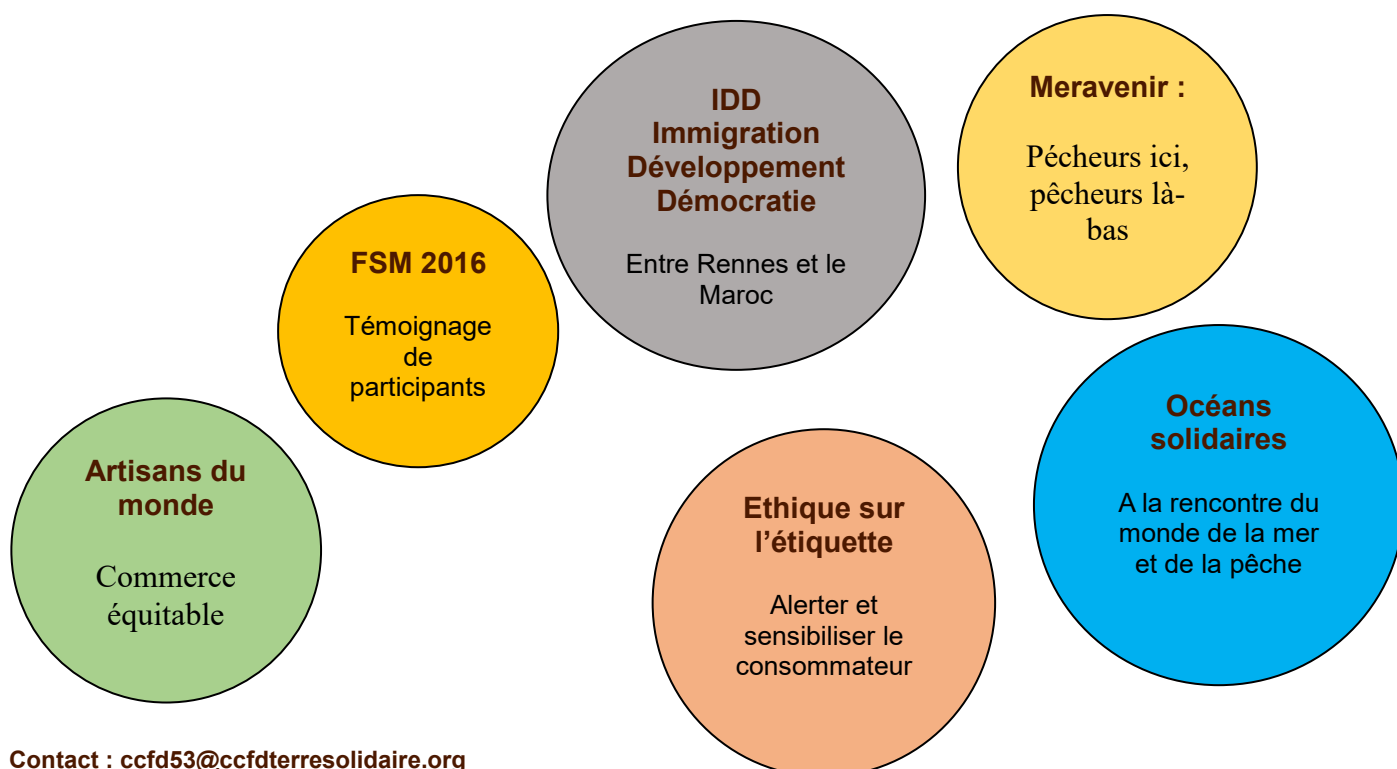 IDD
Immigration
Développement
Démocratie
Entre Rennes et le
Maroc
Meravenir :
Pécheurs ici,
pêcheurs là-
bas
FSM 2016
Témoignage
de
participants
Océans
solidaires
A la rencontre du
monde de la mer
et de la pêche
Artisans du
monde
Commerce
équitable
Ethique sur
l’étiquette
Alerter et
sensibiliser le
consommateur
Contact : ccfd53@ccfdterresolidaire.org